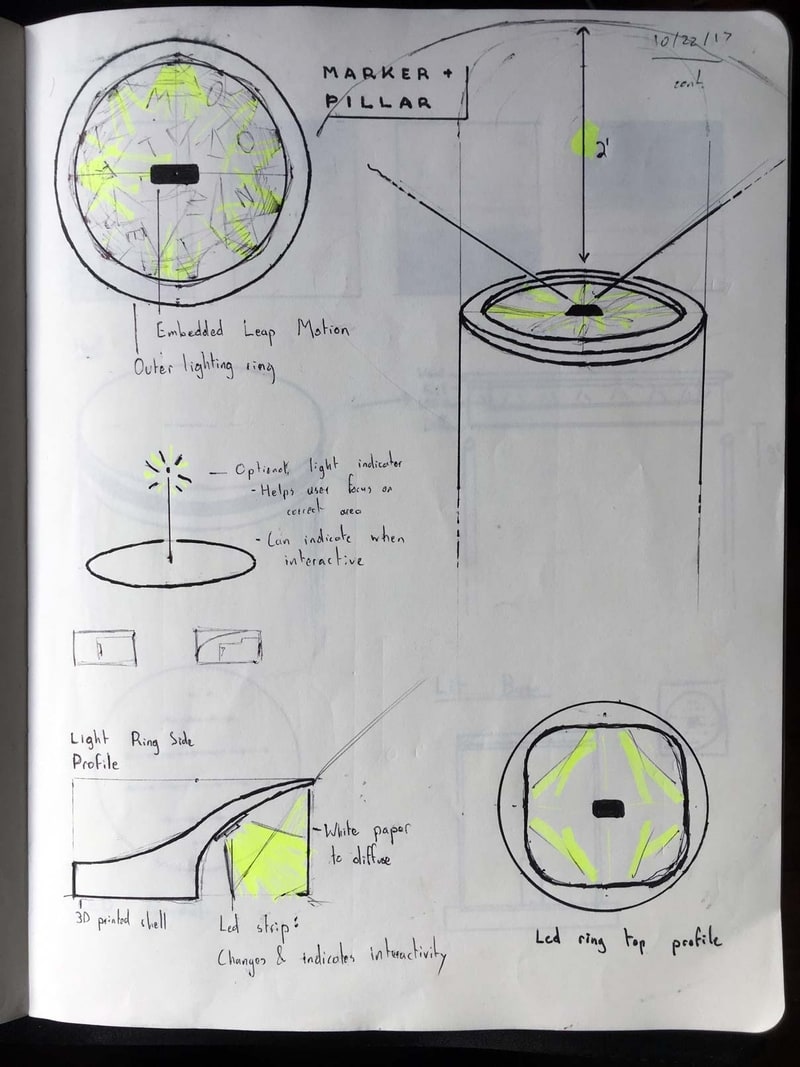 10/22/17
cont.
MARKER +
PILLAR
2'
Embedded Leap Motion
Outer lighting ring
Optional light indicator
- Helps user focus on
correct area
- Can indicate when
interactive
Light Ring Side
Profile
White paper
to diffuse
3D printed shell
Led strip:
Changes & indicates interactivity
Led ring top profile